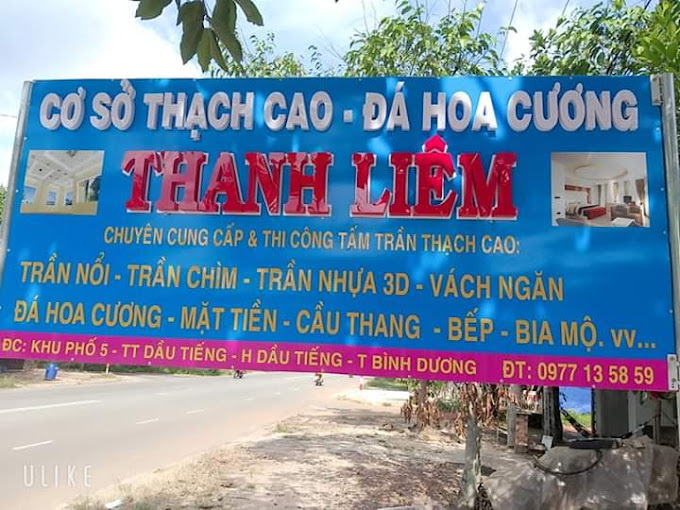 CƠ SỞ THẠCH CAO - ĐÁ HOA CƯƠNG
THANH LIÊM
CHUYÊN CUNG CẤP & THI CÔNG TẤM TRẦN THẠCH CAO:
TRẦN NỔI - TRẦN CHÌM - TRẦN NHỰA 3D - VÁCH NGĂN
ĐÁ HOA CƯƠNG - MẶT TIỀN - CẦU THANG - BẾP - BIA MỘ. VV...
ĐC: KHU PHỐ 5 - TT DẦU TIẾNG - H DẦU TIẾNG - T BÌNH DƯƠNG ĐT: 0977 13 58 59
ULIKE